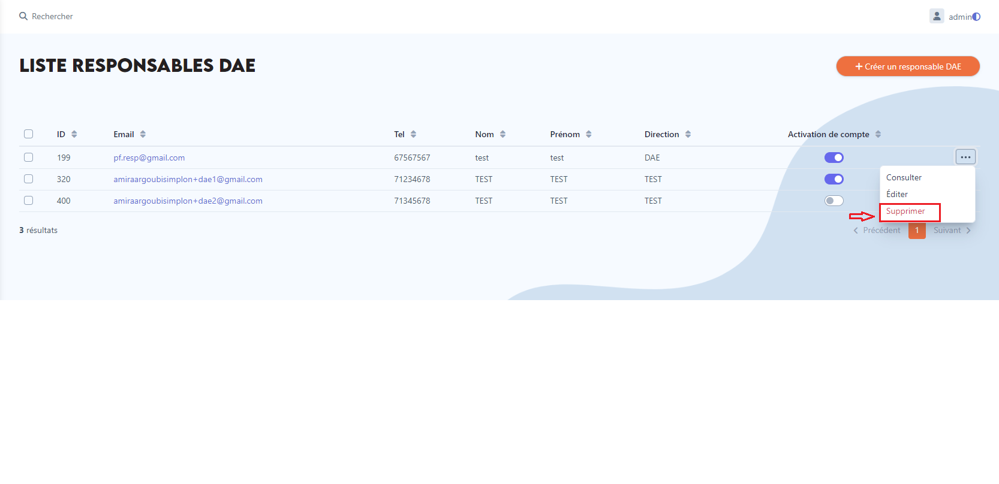 Rechercher
admin
LISTE RESPONSABLES DAE
+ Créer un responsable DAE
ID Email Tel Nom Prénom Direction Activation de compte
199 pf.resp@gmail.com 67567567 test test DAE ...
320 amiraargoubisimplon+dae1@gmail.com 71234678 TEST TEST TEST
400 amiraargoubisimplon+dae2@gmail.com 71345678 TEST TEST TEST
Consulter
Éditer
Supprimer
3 résultats
Précédent 1 Suivant